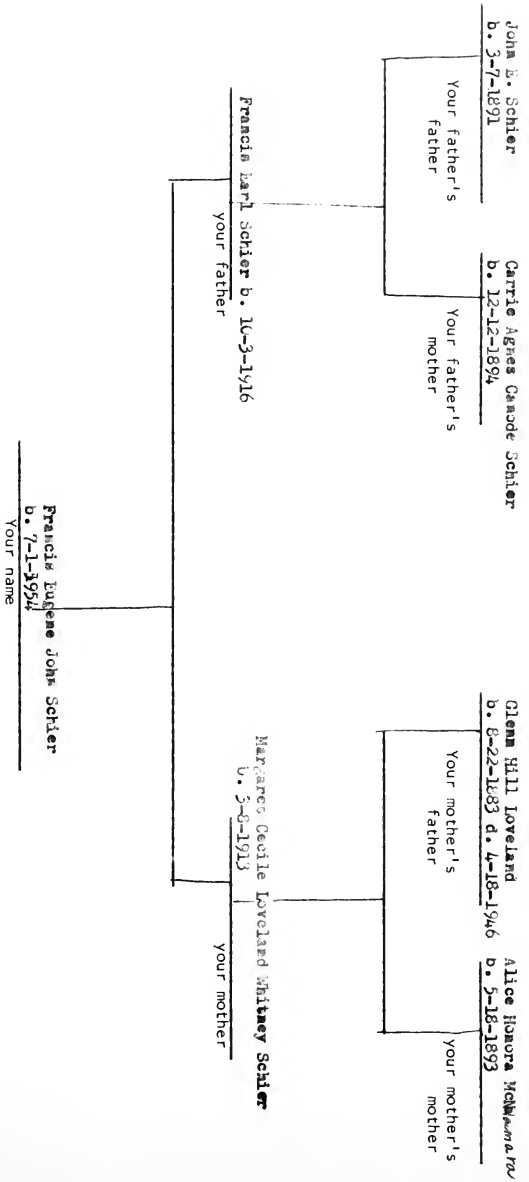 John E. Schier
b. 3-7-1891
Your father's
father
Carrie Agnes Canode Schier
b. 12-12-1894
Your father's
mother
Glenn Hill Loveland
b. 8-22-1883 d. 4-18-1946
Your mother's
father
Alice Honora McNamara
b. 5-18-1893
your mother's
mother
Francis Earl Schier b. 10-3-1916
your father
Margaret Cecile Loveland Whitney Schier
b. 3-8-1913
your mother
Francis Eugene John Schier
b. 7-1-1954
Your name